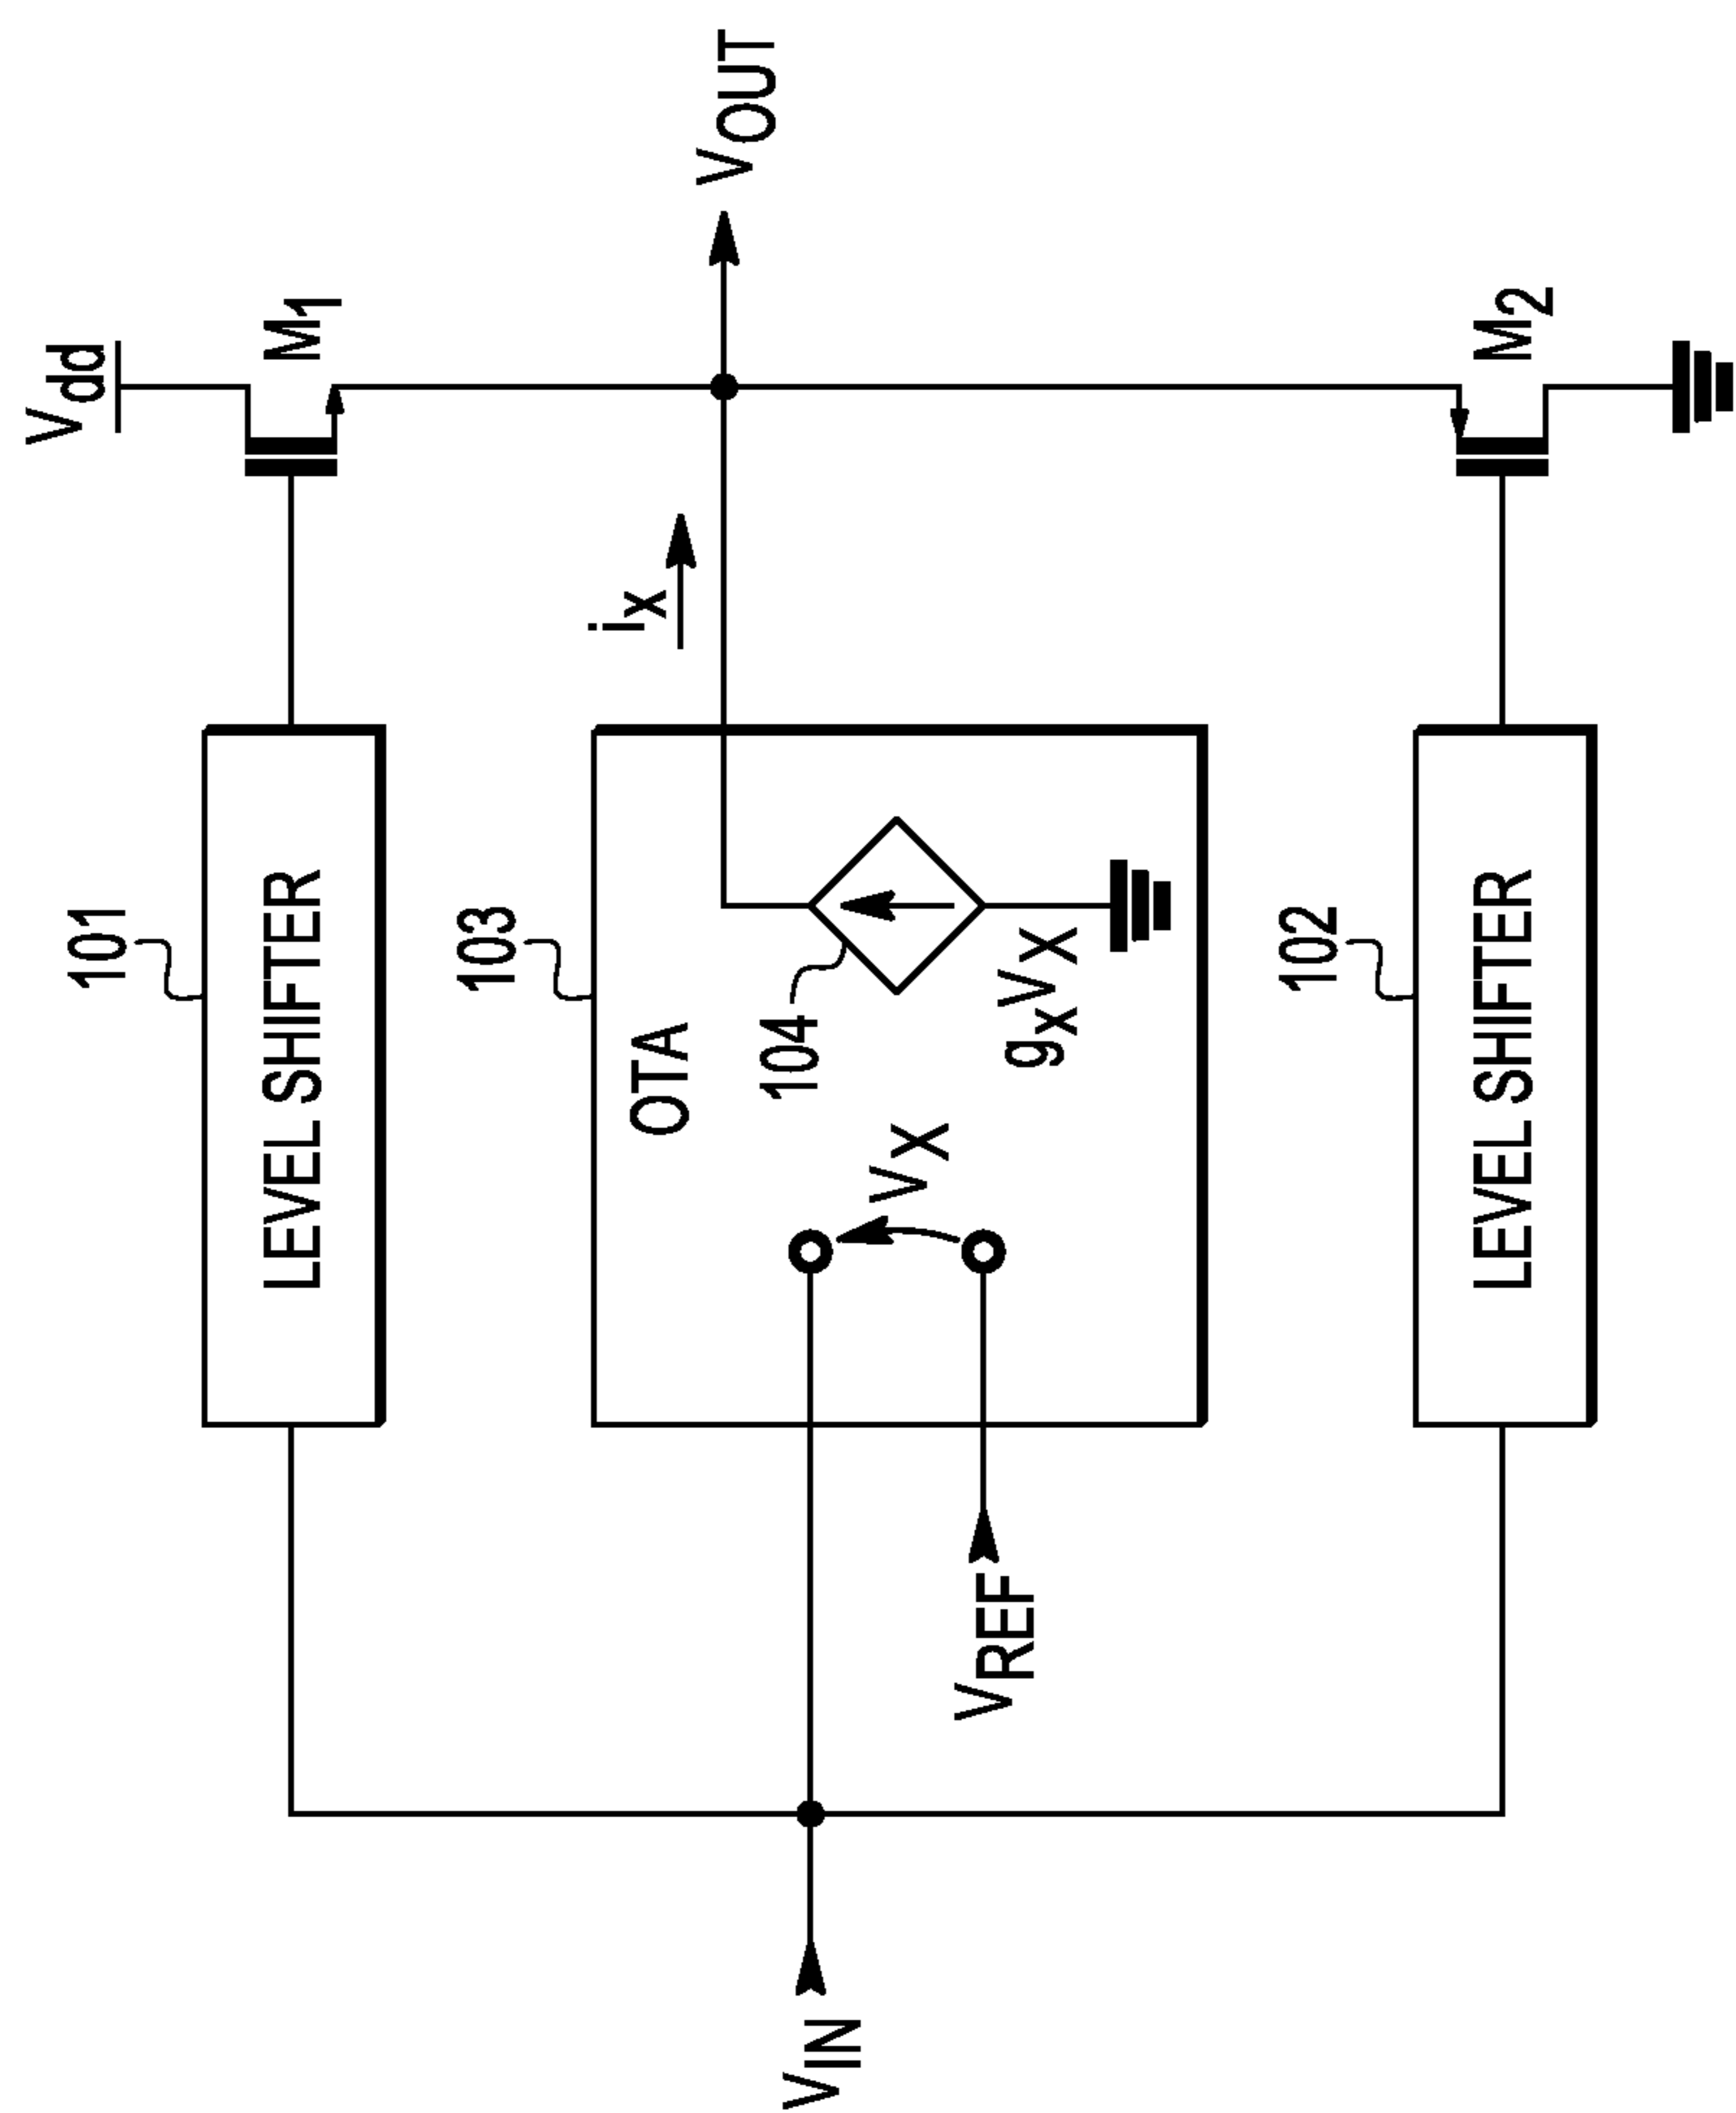 Vdd
M1
101
LEVEL SHIFTER
iX
VOUT
103
OTA
104
VX
gXVX
VIN
VREF
102
LEVEL SHIFTER
M2